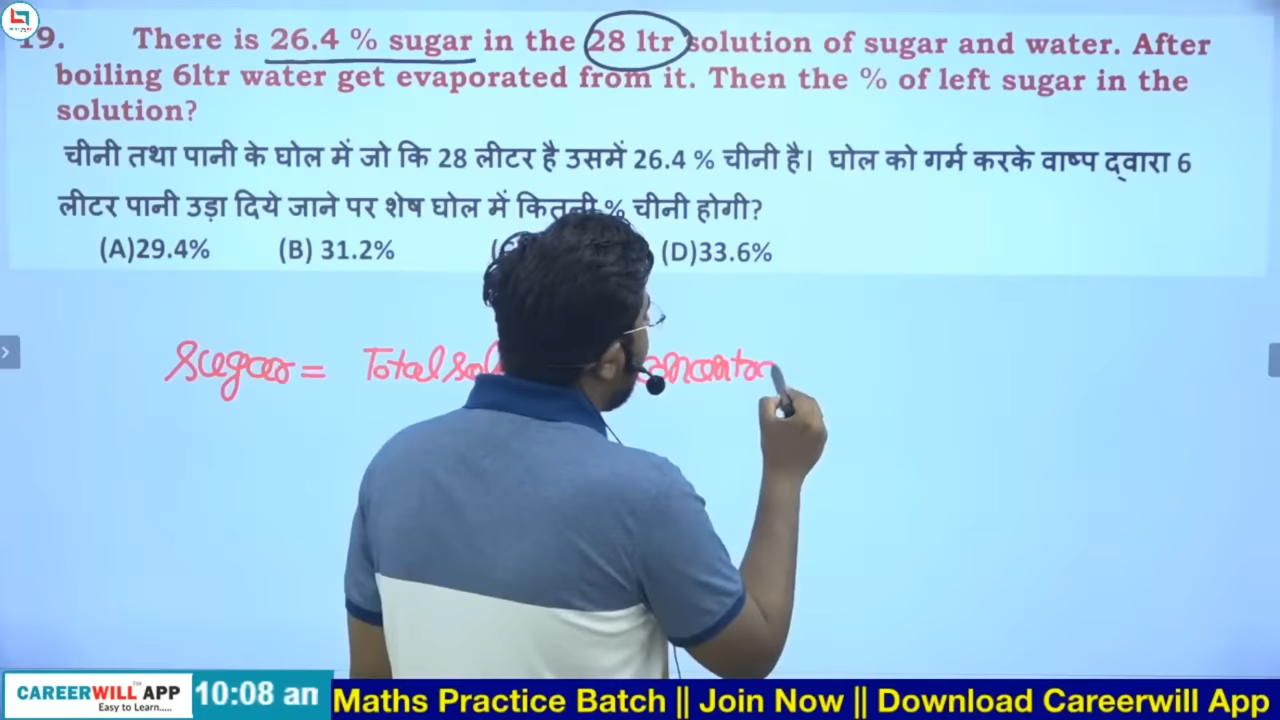 19. There is 26.4 % sugar in the 28 ltr solution of sugar and water. After
boiling 6ltr water get evaporated from it. Then the % of left sugar in the
solution?
चीनी तथा पानी के घोल में जो कि 28 लीटर है उसमें 26.4 % चीनी है। घोल को गर्म करके वाष्प द्वारा 6
लीटर पानी उड़ा दिये जाने पर शेष घोल में कितनी % चीनी होगी?
(A)29.4% (B) 31.2% (D)33.6%
Sugar = Total
CAREERWILL APP
Easy to Learn.....
10:08 an
Maths Practice Batch || Join Now || Download Careerwill App